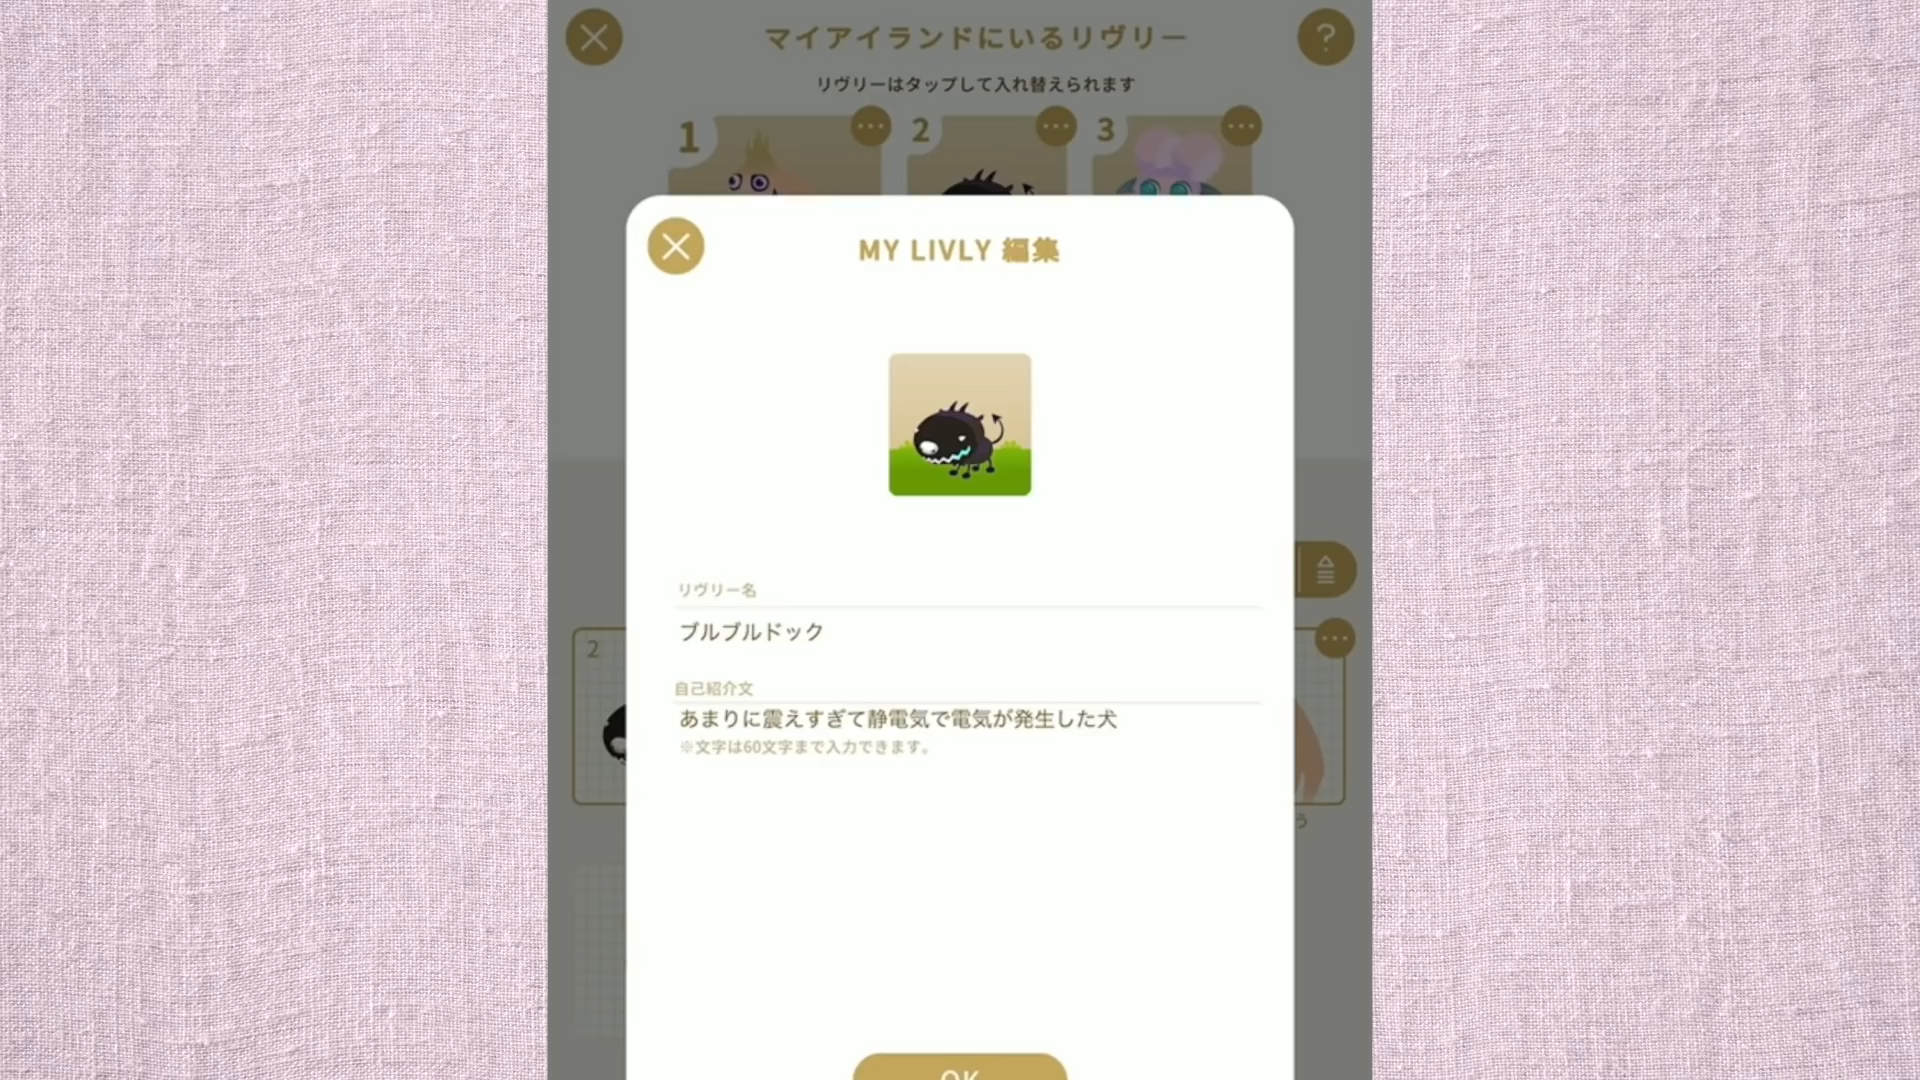 マイアイランドにいるリヴリー
リヴリーはタップして入れ替えられます
1
2
3
MY LIVLY 編集
リヴリー名
ブルブルドック
自己紹介文
あまりに震えすぎて静電気で電気が発生した犬
※文字は60文字まで入力できます。
2
う
OK